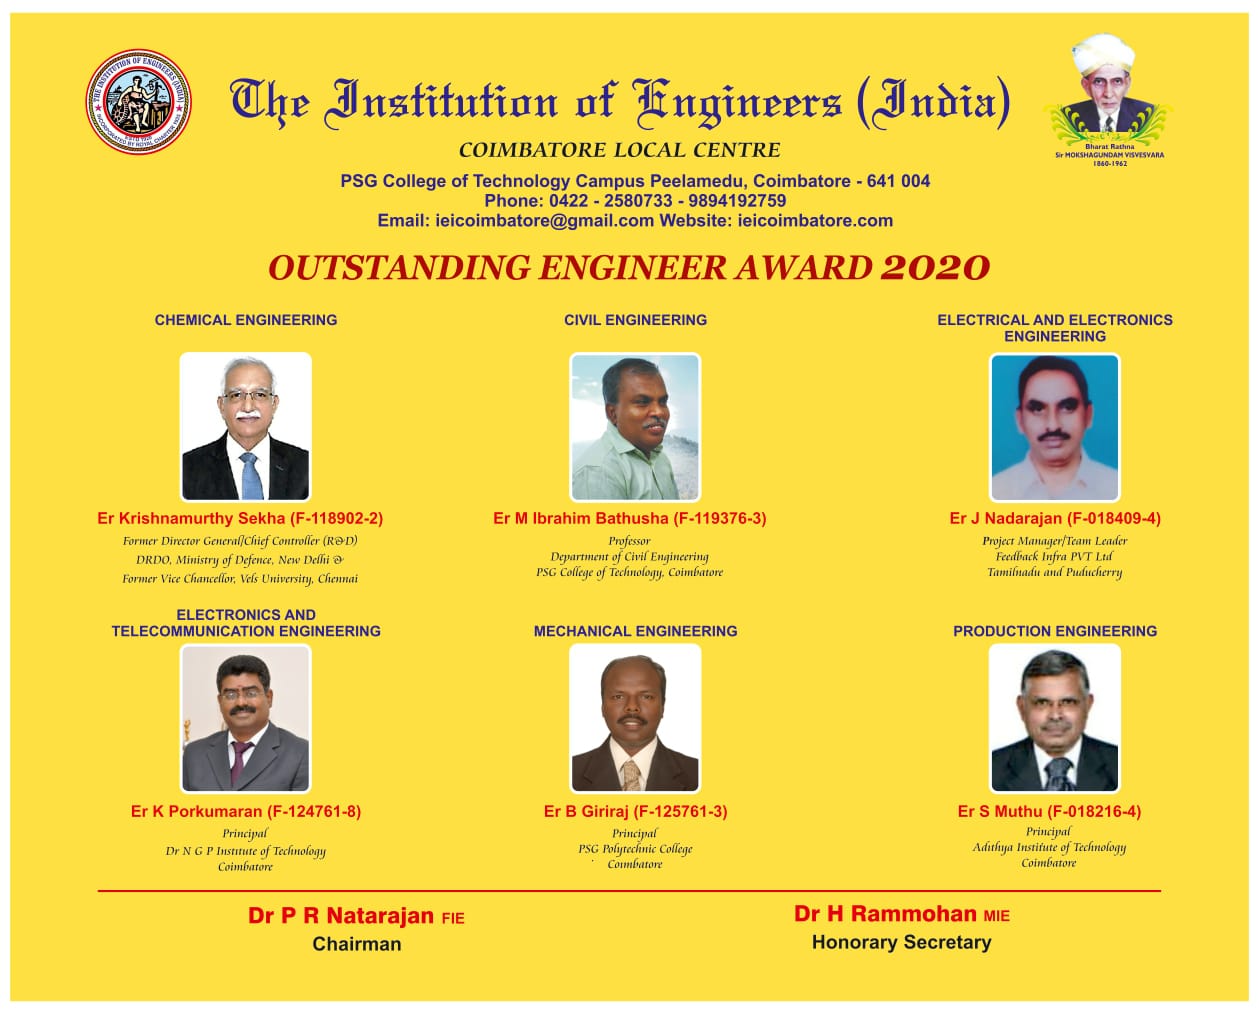 THE INSTITUTION OF ENGINEERS (INDIA)
ESTD 1920
INCORPORATED BY ROYAL CHARTER 1935
The Institution of Engineers (India)
COIMBATORE LOCAL CENTRE
PSG College of Technology Campus Peelamedu, Coimbatore - 641 004
Phone: 0422 - 2580733 - 9894192759
Email: ieicoimbatore@gmail.com Website: ieicoimbatore.com
Bharat Rathna
Sir MOKSHAGUNDAM VISVESVARA
1860-1962
OUTSTANDING ENGINEER AWARD 2020
CHEMICAL ENGINEERING
Er Krishnamurthy Sekha (F-118902-2)
Former Director General/Chief Controller (R&D)
DRDO, Ministry of Defence, New Delhi &
Former Vice Chancellor, Vels University, Chennai
CIVIL ENGINEERING
Er M Ibrahim Bathusha (F-119376-3)
Professor
Department of Civil Engineering
PSG College of Technology, Coimbatore
ELECTRICAL AND ELECTRONICS
ENGINEERING
Er J Nadarajan (F-018409-4)
Project Manager/Team Leader
Feedback Infra PVT Ltd
Tamilnadu and Puducherry
ELECTRONICS AND
TELECOMMUNICATION ENGINEERING
Er K Porkumaran (F-124761-8)
Principal
Dr N G P Institute of Technology
Coimbatore
MECHANICAL ENGINEERING
Er B Giriraj (F-125761-3)
Principal
PSG Polytechnic College
Coimbatore
PRODUCTION ENGINEERING
Er S Muthu (F-018216-4)
Principal
Adithya Institute of Technology
Coimbatore
Dr P R Natarajan FIE
Chairman
Dr H Rammohan MIE
Honorary Secretary